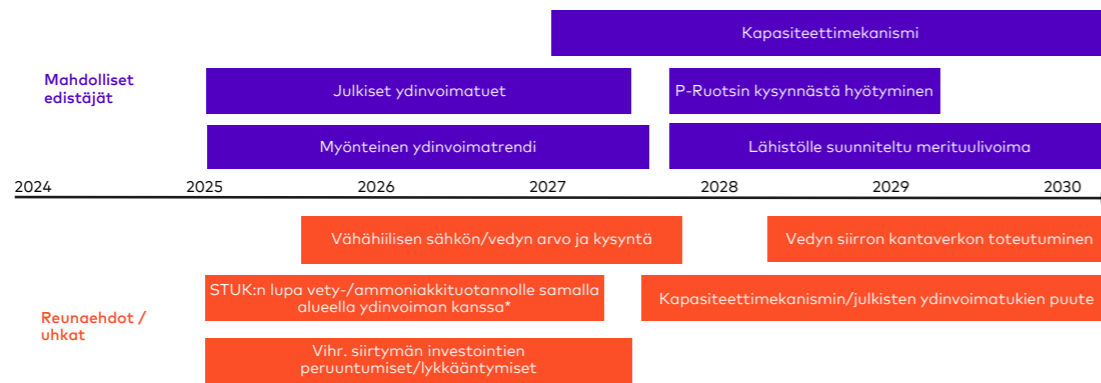 Kapasiteettimekanismi
Mahdolliset
edistäjät
Julkiset ydinvoimatuet
P-Ruotsin kysynnästä hyötyminen
Myönteinen ydinvoimatrendi
Lähistölle suunniteltu merituulivoima
2024 2025 2026 2027 2028 2029 2030
Vähähiilisen sähkön/vedyn arvo ja kysyntä
Vedyn siirron kantaverkon toteutuminen
Reunaehdot /
uhkat
STUK:n lupa vety-/ammoniakkituotannolle samalla
alueella ydinvoiman kanssa*
Kapasiteettimekanismin/julkisten ydinvoimatukien puute
Vihr. siirtymän investointien
peruuntumiset/lykkääntymiset